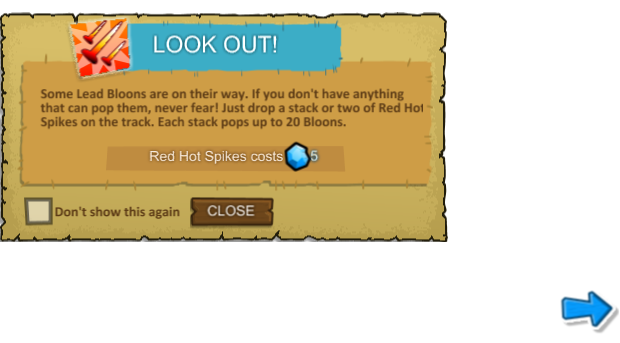 LOOK OUT!
Some Lead Bloons are on their way. If you don't have anything
that can pop them, never fear! Just drop a stack or two of Red Hot
Spikes on the track. Each stack pops up to 20 Bloons.
Red Hot Spikes costs 5
Don't show this again
CLOSE